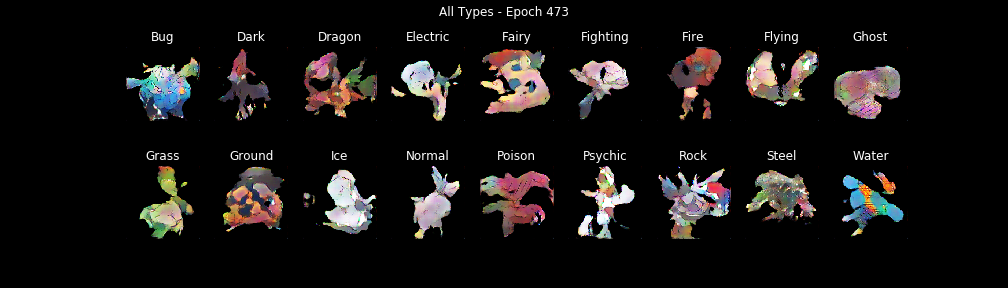 All Types - Epoch 473
Bug Dark Dragon Electric Fairy Fighting Fire Flying Ghost
Grass Ground Ice Normal Poison Psychic Rock Steel Water